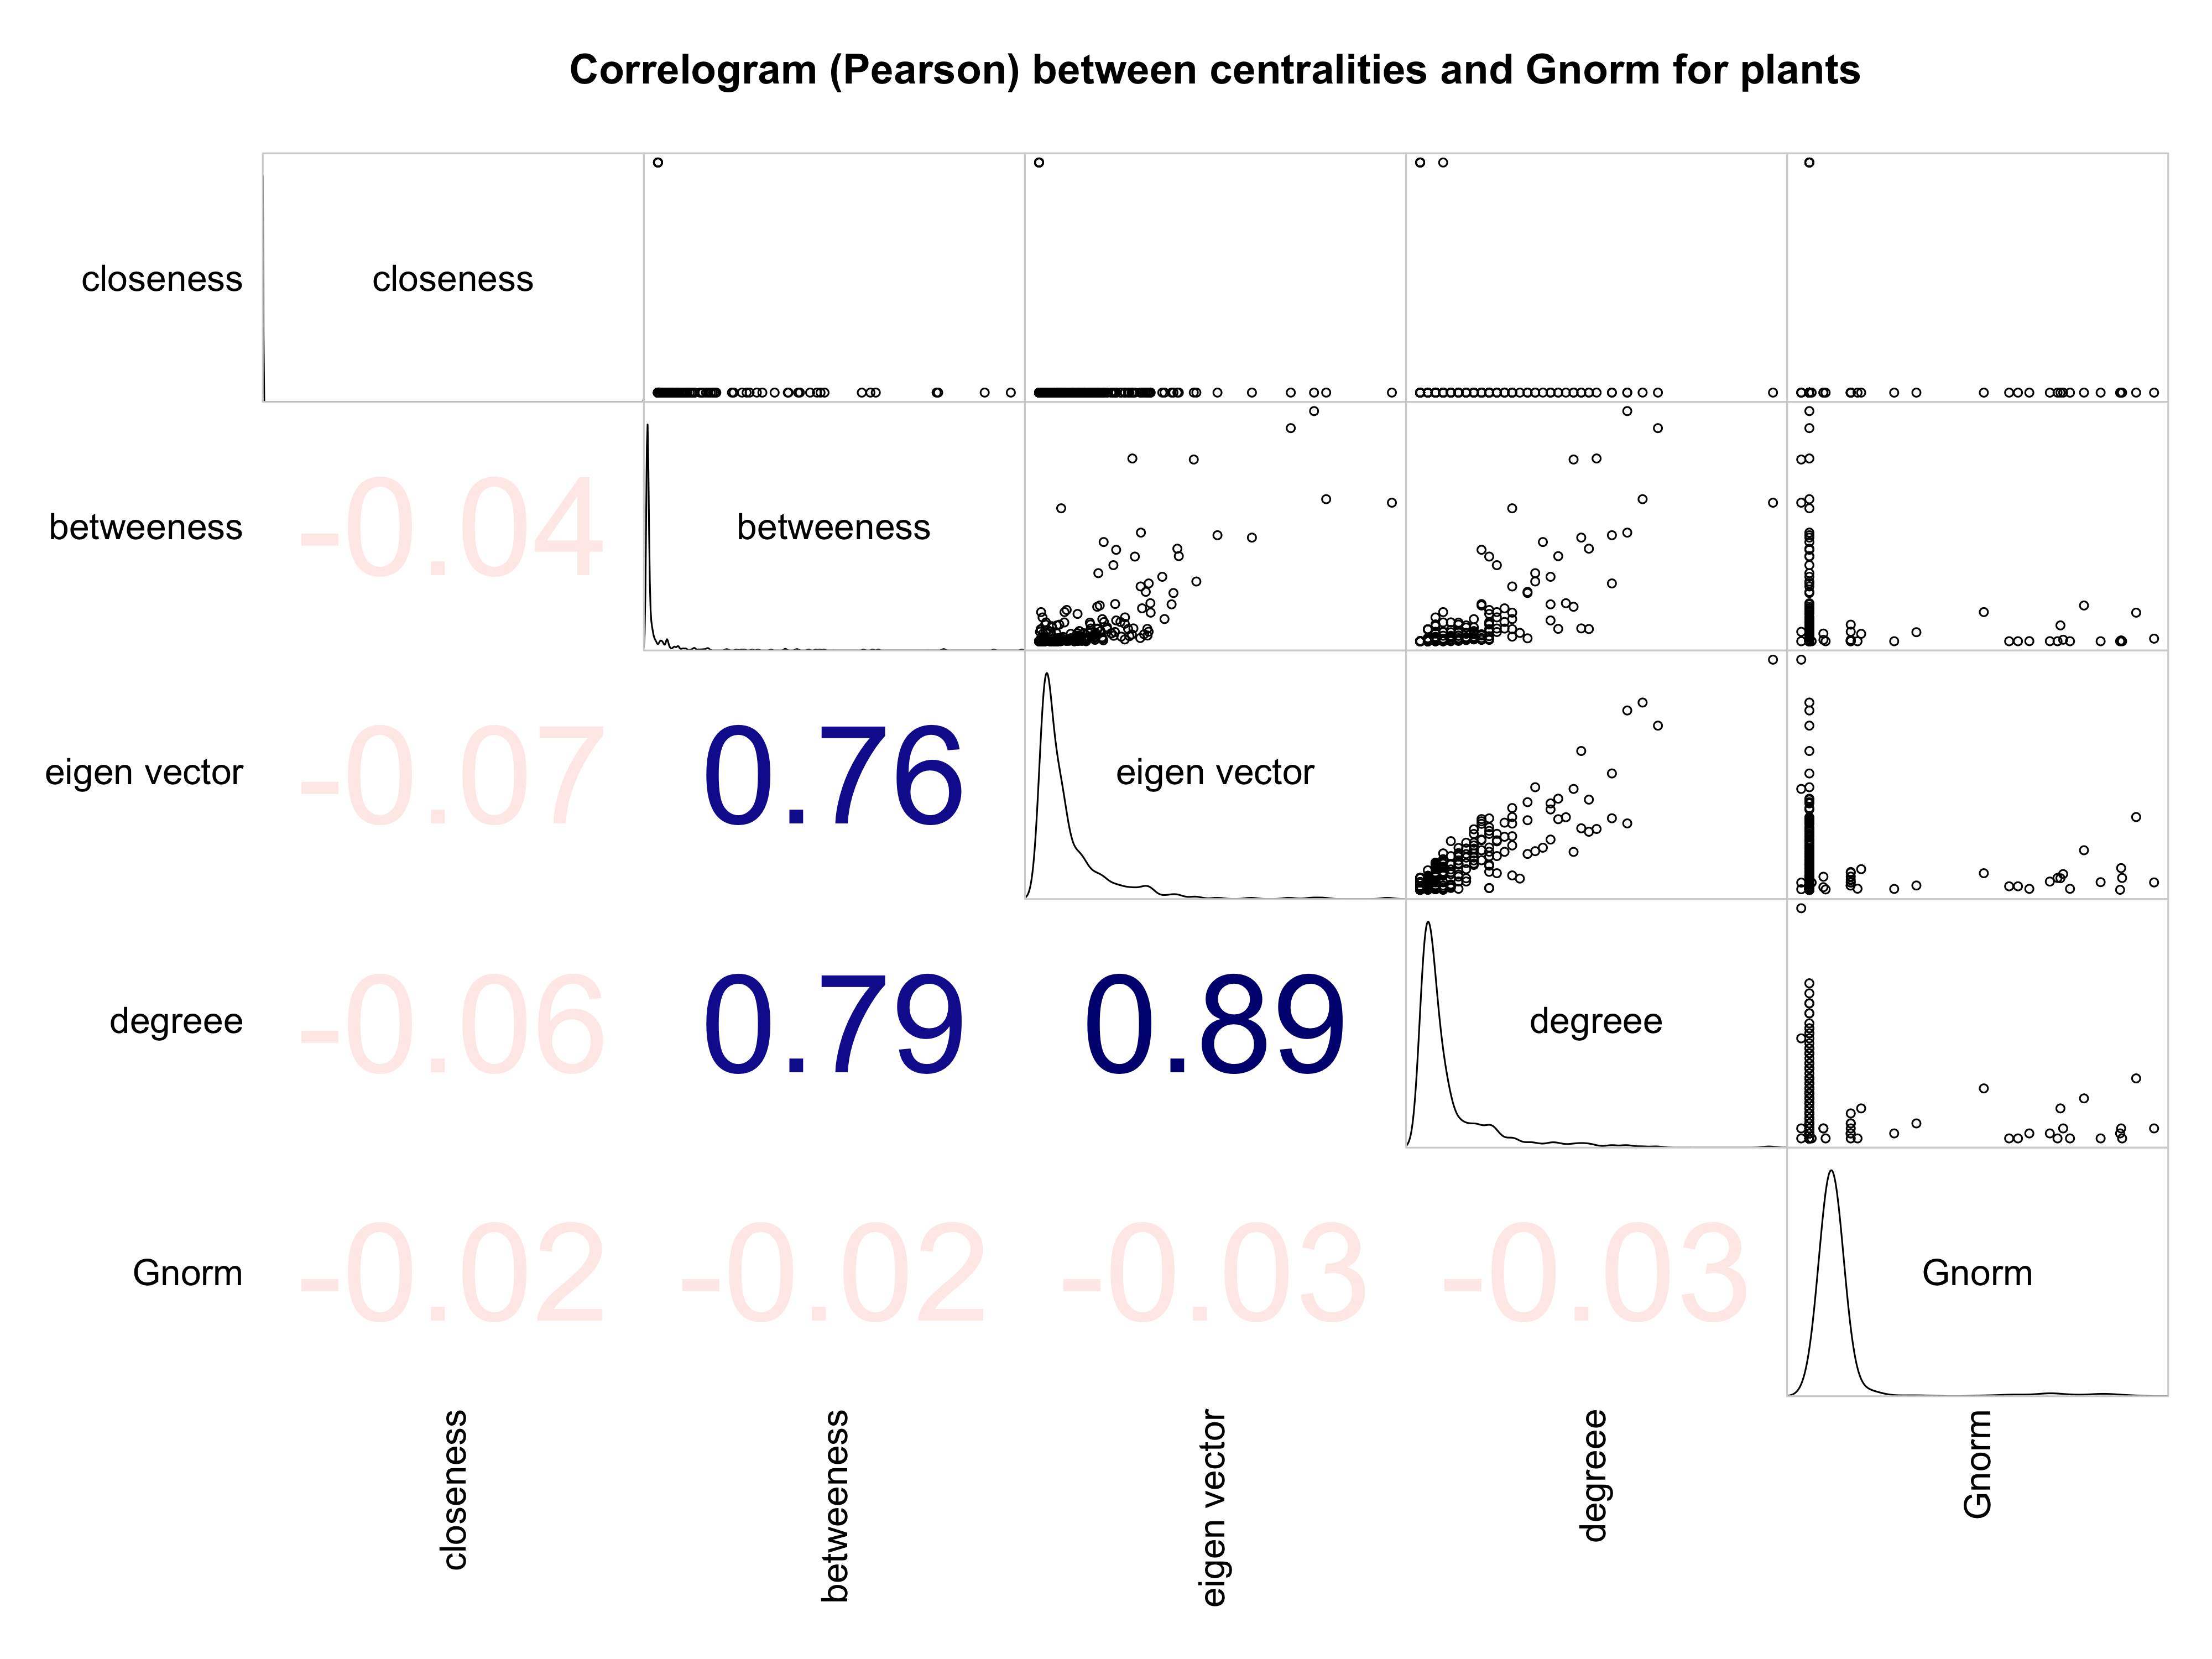 Correlogram (Pearson) between centralities and Gnorm for plants
closeness
closeness
betweeness
-0.04
betweeness
eigen vector
-0.07
0.76
eigen vector
degreee
-0.06
0.79
0.89
degreee
Gnorm
-0.02
-0.02
-0.03
-0.03
Gnorm
closeness
betweeness
eigen vector
degreee
Gnorm